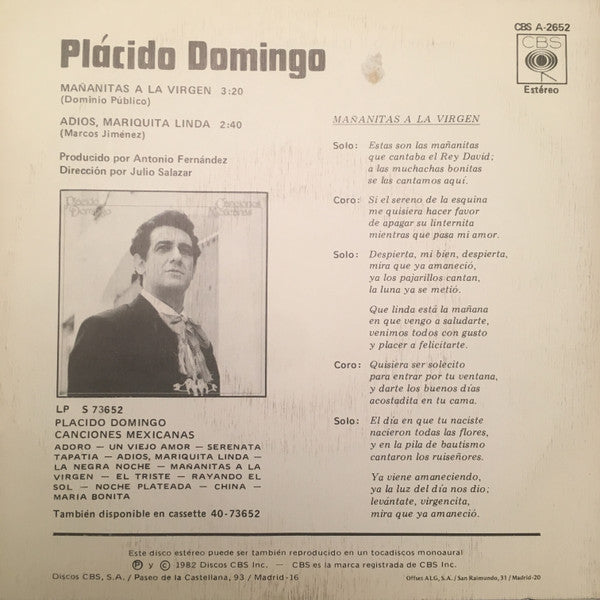 CBS A-2652
CBS
Estéreo
Plácido Domingo
MAÑANITAS A LA VIRGEN 3:20
(Dominio Público)
ADIOS, MARIQUITA LINDA 2:40
(Marcos Jiménez)
Producido por Antonio Fernández
Dirección por Julio Salazar
Plácido
Domingo
Canciones
Mexicanas
LP S 73652
PLACIDO DOMINGO
CANCIONES MEXICANAS
ADORO — UN VIEJO AMOR — SERENATA
TAPATIA — ADIOS, MARIQUITA LINDA —
LA NEGRA NOCHE — MAÑANITAS A LA
VIRGEN — EL TRISTE — RAYANDO EL
SOL — NOCHE PLATEADA — CHINA —
MARIA BONITA
También disponible en cassette 40-73652
MAÑANITAS A LA VIRGEN
Solo: Estas son las mañanitas
que cantaba el Rey David;
a las muchachas bonitas
se las cantamos aquí.
Coro: Si el sereno de la esquina
me quisiera hacer favor
de apagar su linternita
mientras que pasa mi amor.
Solo: Despierta, mi bien, despierta,
mira que ya amaneció,
ya los pajarillos cantan,
la luna ya se metió.
Que linda está la mañana
en que vengo a saludarte,
venimos todos con gusto
y placer a felicitarte.
Coro: Quisiera ser solecito
para entrar por tu ventana,
y darte los buenos días
acostadita en tu cama.
Solo: El día en que tu naciste
nacieron todas las flores,
y en la pila de bautismo
cantaron los ruiseñores.
Ya viene amaneciendo,
ya la luz del día nos dio;
levántate, virgencita,
mira que ya amaneció.
Este disco estéreo puede ser también reproducido en un tocadiscos monoaural
Ⓟ y © 1982 Discos CBS Inc. — CBS es la marca registrada de CBS Inc.
Discos CBS, S.A. / Paseo de la Castellana, 93 / Madrid-16
Offset ALG, S.A. / San Raimundo, 31 / Madrid-20